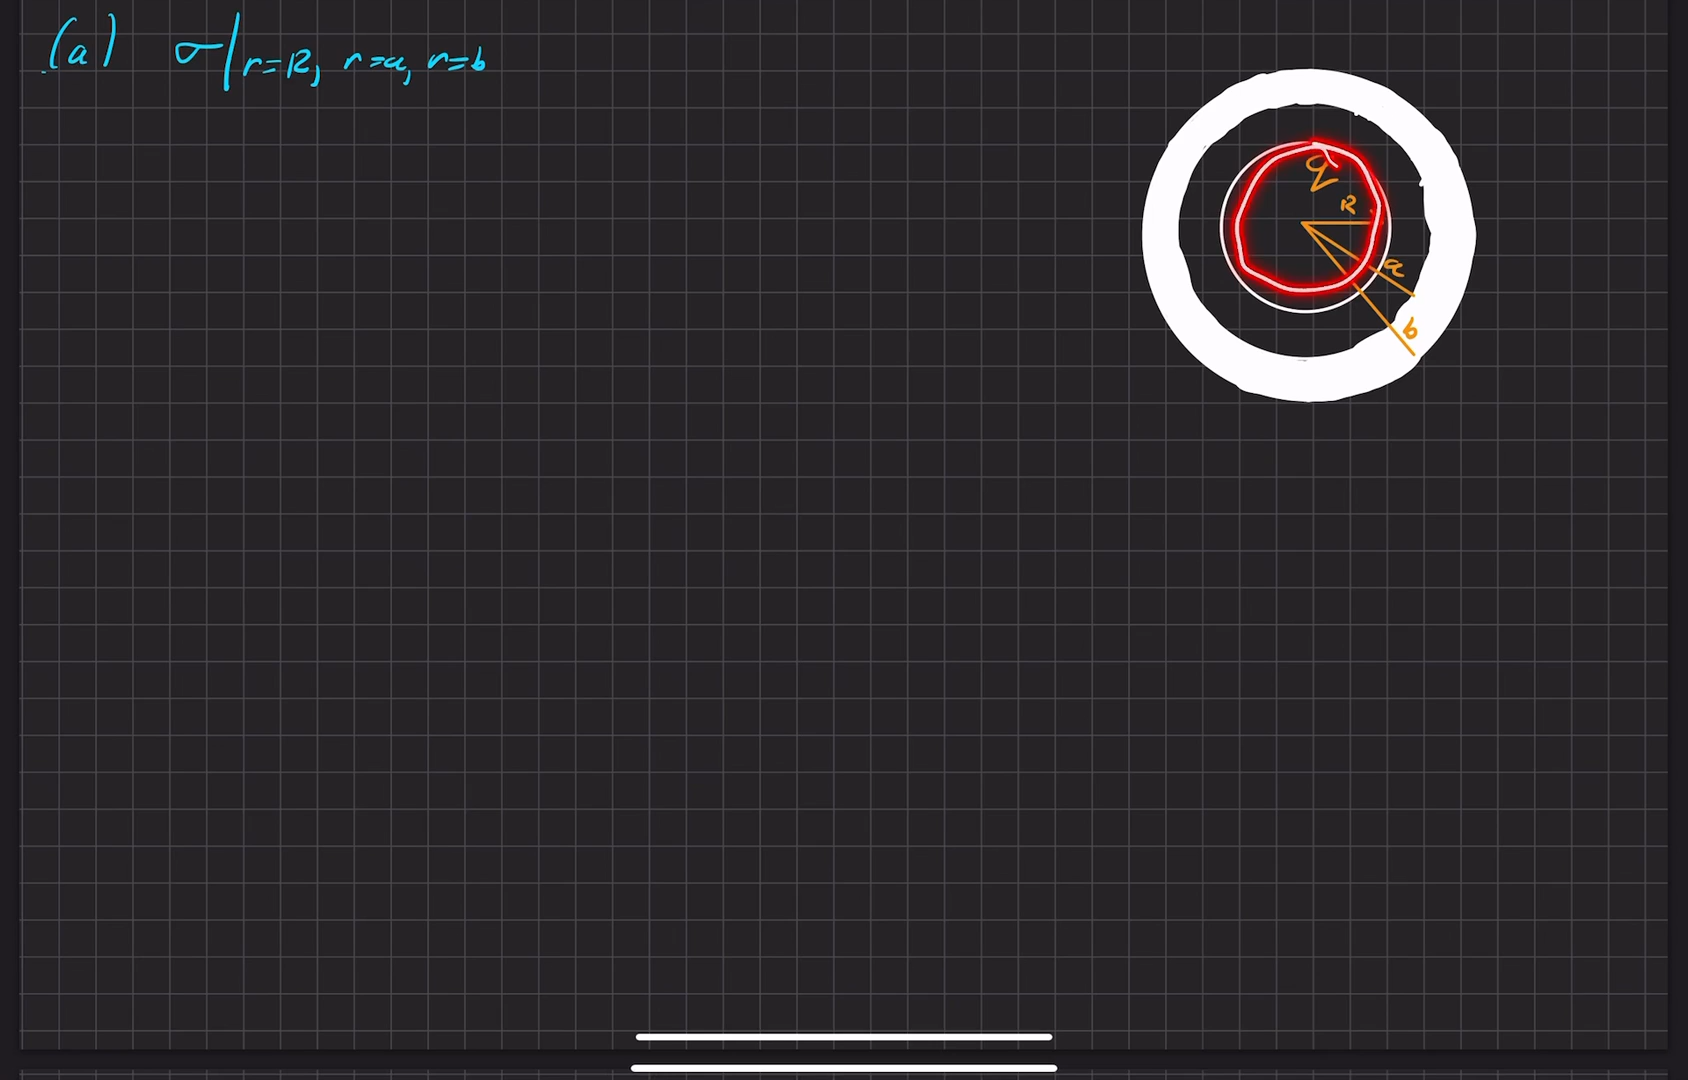 (a) σ|r=R, r=a, r=b
q
R
a
b